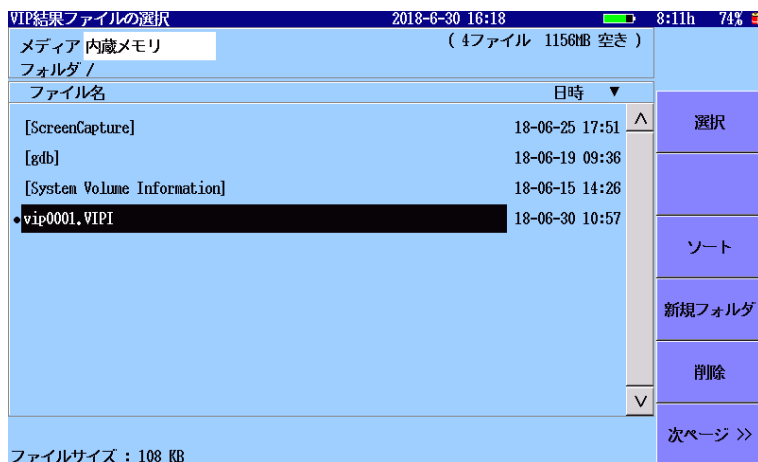 VIP結果ファイルの選択 2018-6-30 16:18 8:11h 74%
メディア 内蔵メモリ ( 4ファイル 1156MB 空き )
フォルダ /
ファイル名 日時 ▼
[ScreenCapture] 18-06-25 17:51
[gdb] 18-06-19 09:36
[System Volume Information] 18-06-15 14:26
•vip0001.VIPI 18-06-30 10:57
ファイルサイズ : 108 KB
選択
ソート
新規フォルダ
削除
次ページ >>